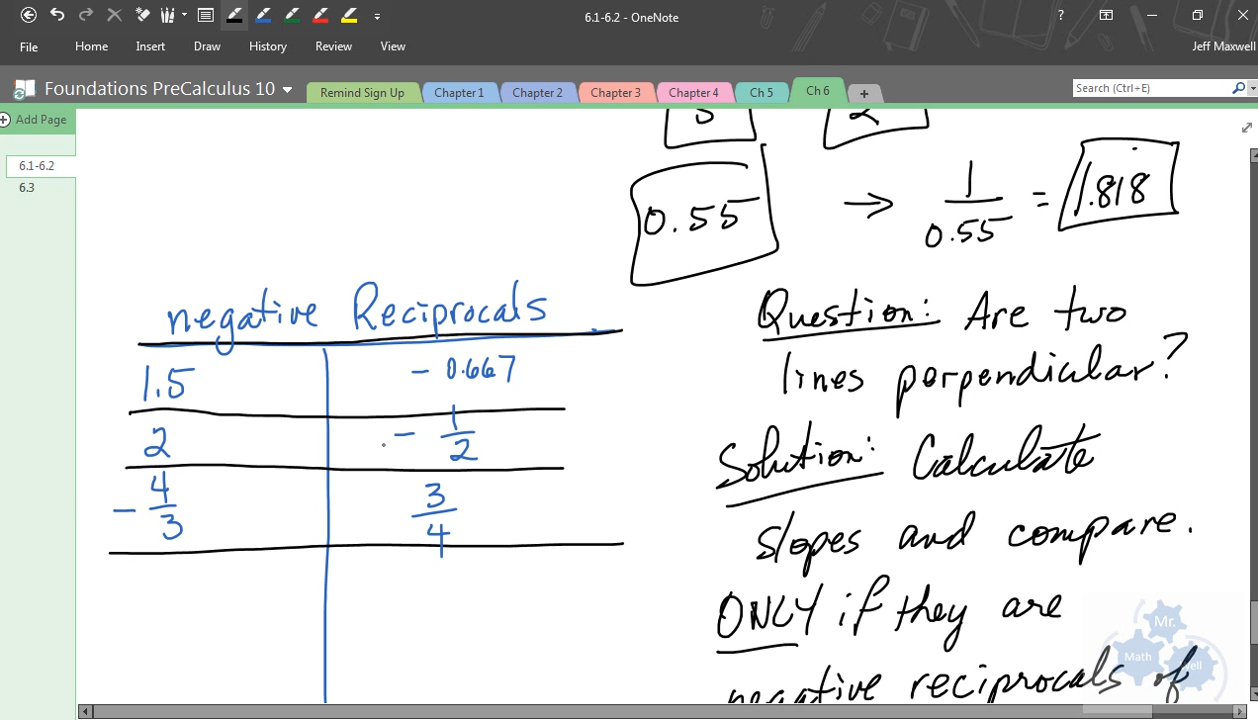 6.1-6.2 - OneNote
?
File
Home
Insert
Draw
History
Review
View
Jeff Maxwell
Foundations PreCalculus 10
Remind Sign Up
Chapter 1
Chapter 2
Chapter 3
Chapter 4
Ch 5
Ch 6
+
Search (Ctrl+E)
Add Page
6.1-6.2
6.3
2
0.55 → 1/0.55 = 1.818
negative Reciprocals
1.5 - 0.667
2 - 1/2
- 4/3 3/4
Question: Are two
lines perpendicular?
Solution: Calculate
slopes and compare.
ONLY if they are
negative reciprocals of
Mr.
Math
Well